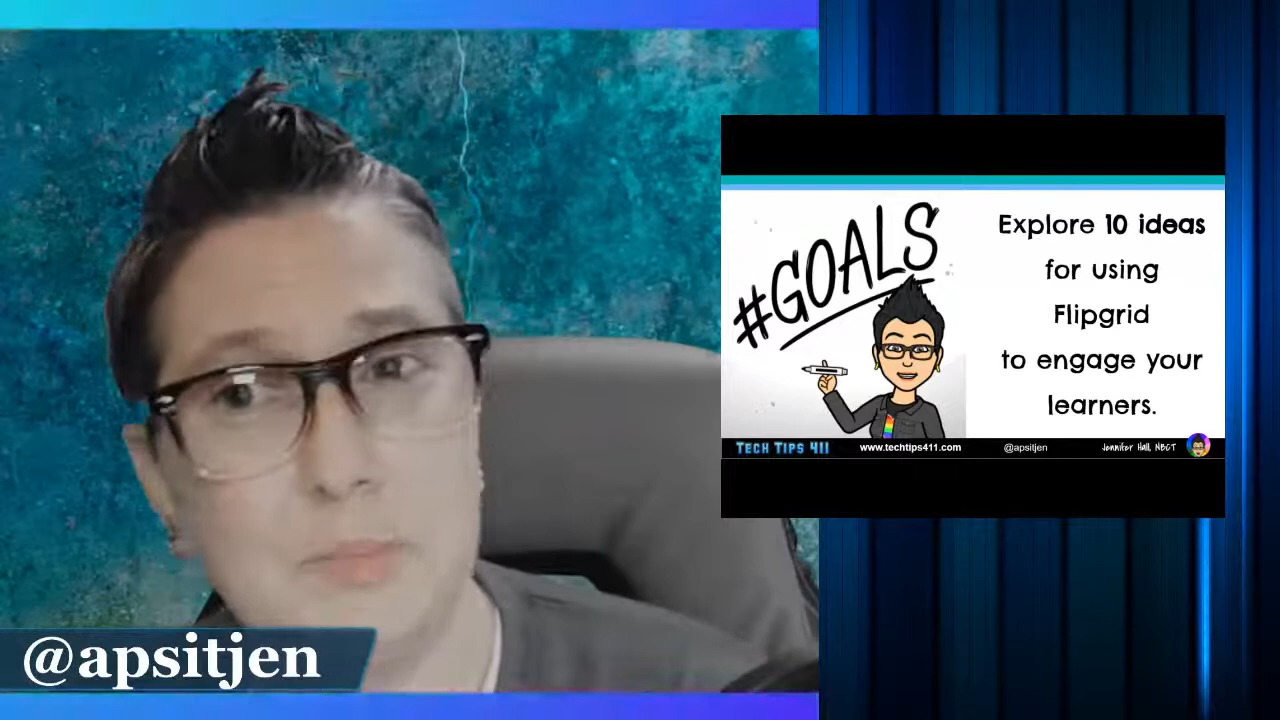 #GOALS
Explore 10 ideas
for using
Flipgrid
to engage your
learners.
TECH TIPS 411
www.techtips411.com
@apsitjen
Jennifer Hall, NBCT
@apsitjen